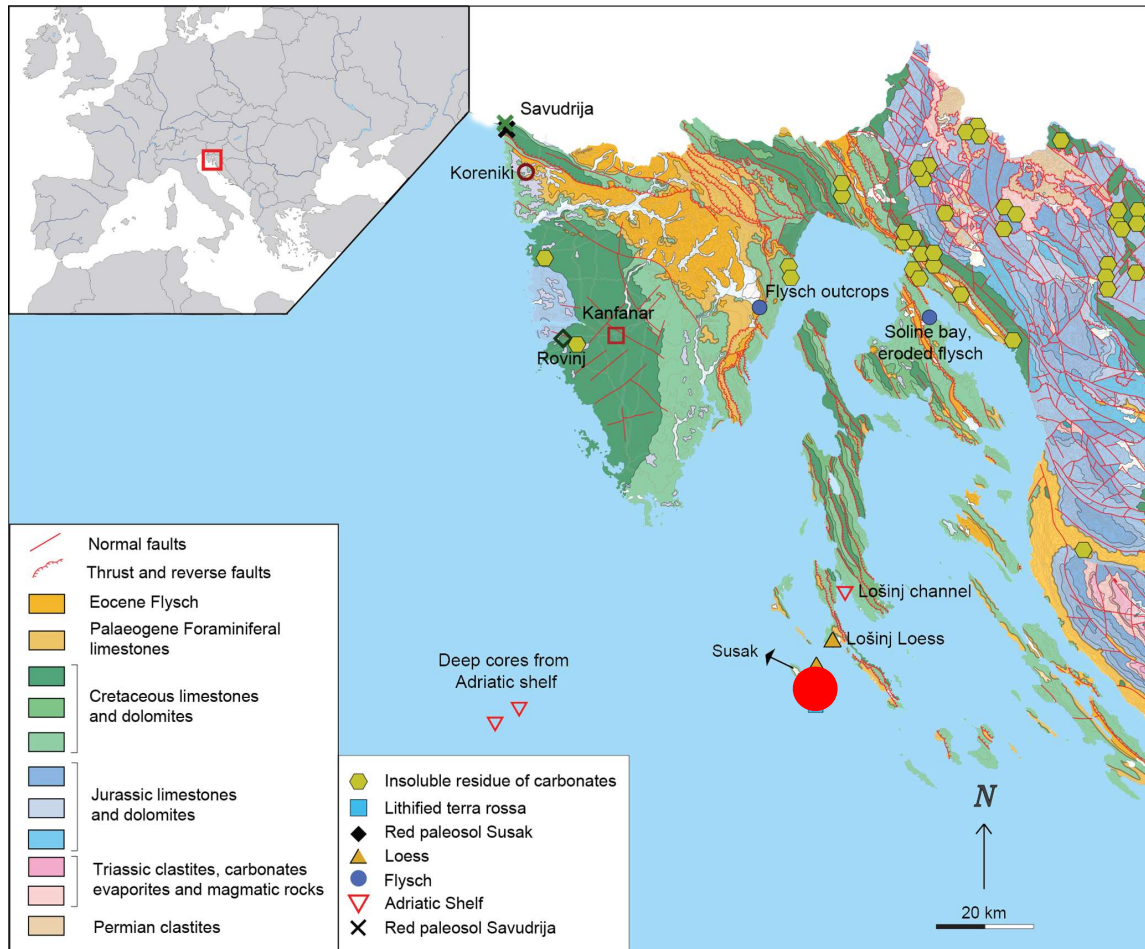 Savudrija
Koreniki
Flysch outcrops
Kanfanar
Rovinj
Soline bay,
eroded flysch
Lošinj channel
Lošinj Loess
Susak
Deep cores from
Adriatic shelf
Normal faults
Thrust and reverse faults
Eocene Flysch
Palaeogene Foraminiferal
limestones
Cretaceous limestones
and dolomites
Jurassic limestones
and dolomites
Triassic clastites, carbonates
evaporites and magmatic rocks
Permian clastites
Insoluble residue of carbonates
Lithified terra rossa
Red paleosol Susak
Loess
Flysch
Adriatic Shelf
Red paleosol Savudrija
N
20 km